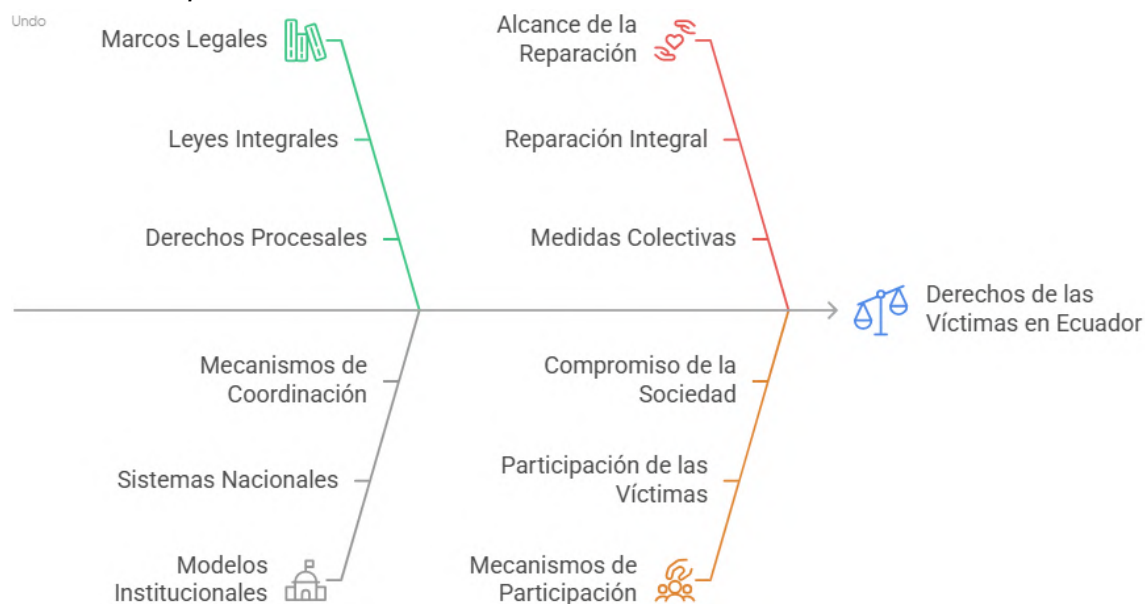 Undo
Marcos Legales
Alcance de la
Reparación
Leyes Integrales
Reparación Integral
Derechos Procesales
Medidas Colectivas
Derechos de las
Víctimas en Ecuador
Mecanismos de
Coordinación
Compromiso de la
Sociedad
Sistemas Nacionales
Participación de las
Víctimas
Modelos
Institucionales
Mecanismos de
Participación